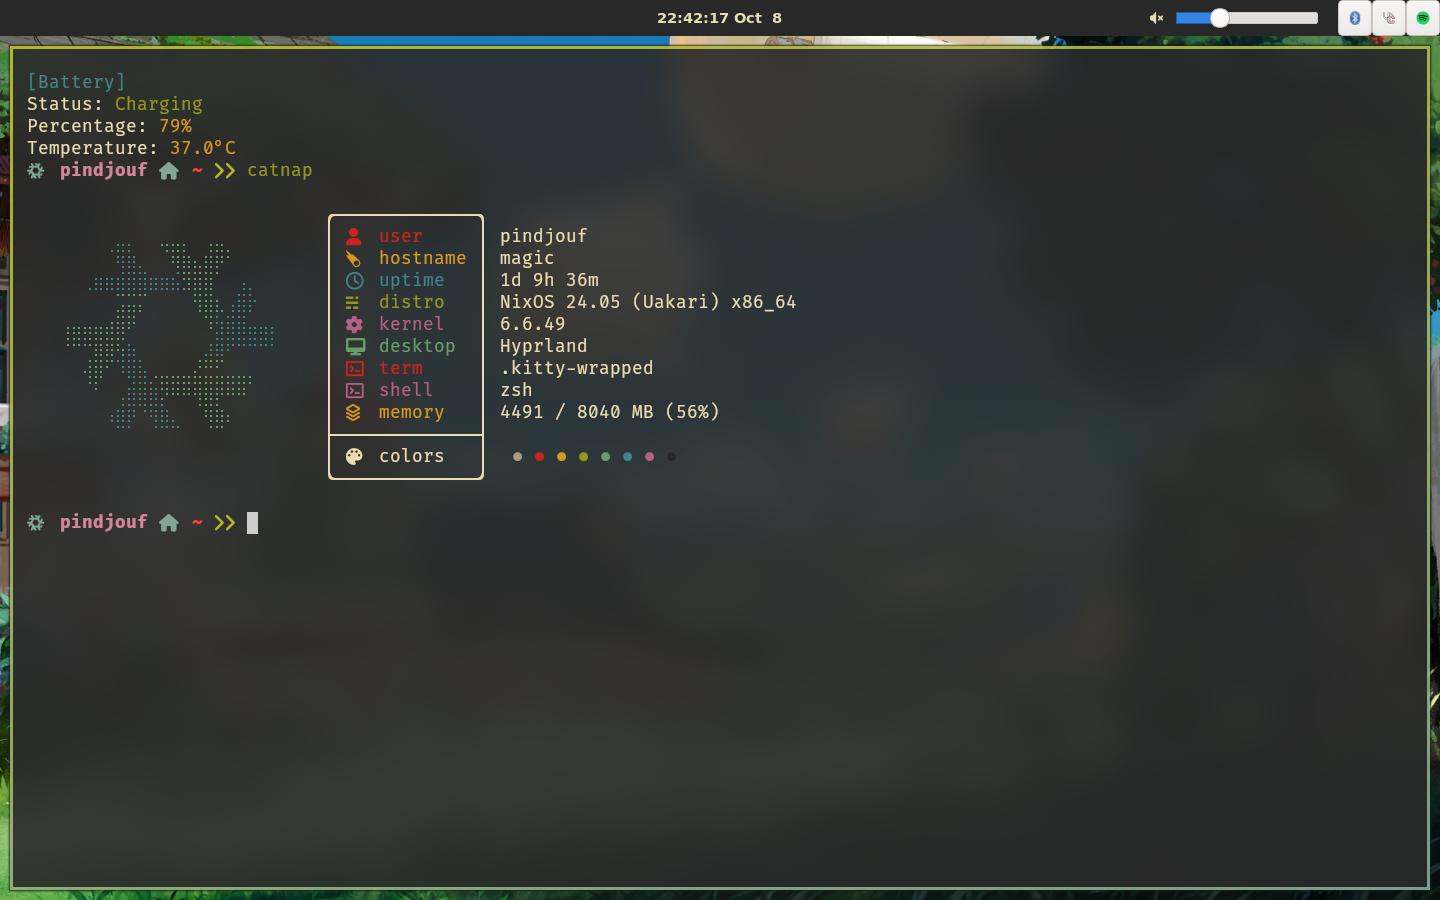 22:42:17 Oct  8
[Battery]
Status: Charging
Percentage: 79%
Temperature: 37.0°C
pindjouf ~ >> catnap
user pindjouf
hostname magic
uptime 1d 9h 36m
distro NixOS 24.05 (Uakari) x86_64
kernel 6.6.49
desktop Hyprland
term .kitty-wrapped
shell zsh
memory 4491 / 8040 MB (56%)
colors
pindjouf ~ >>